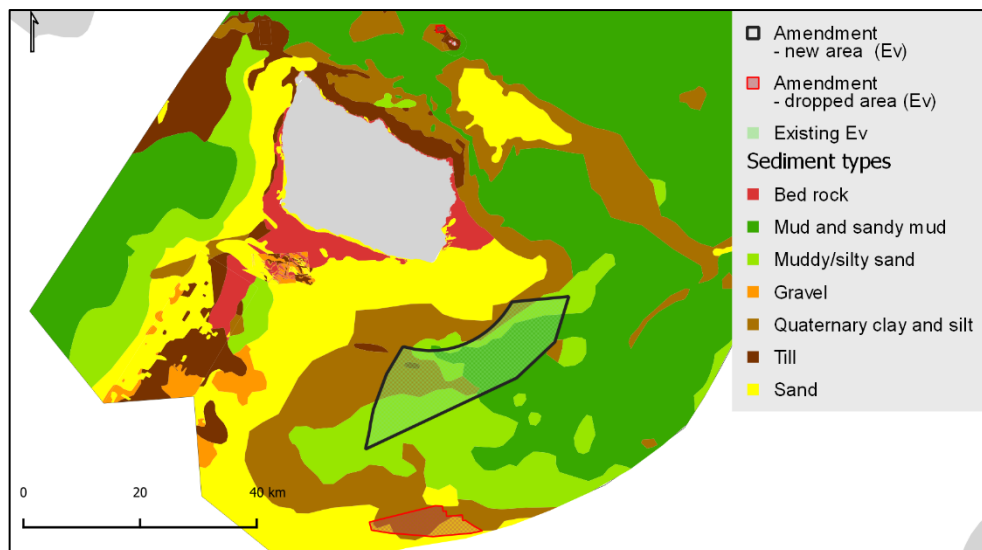 Amendment
- new area (Ev)
Amendment
- dropped area (Ev)
Existing Ev
Sediment types
Bed rock
Mud and sandy mud
Muddy/silty sand
Gravel
Quaternary clay and silt
Till
Sand
0 20 40 km